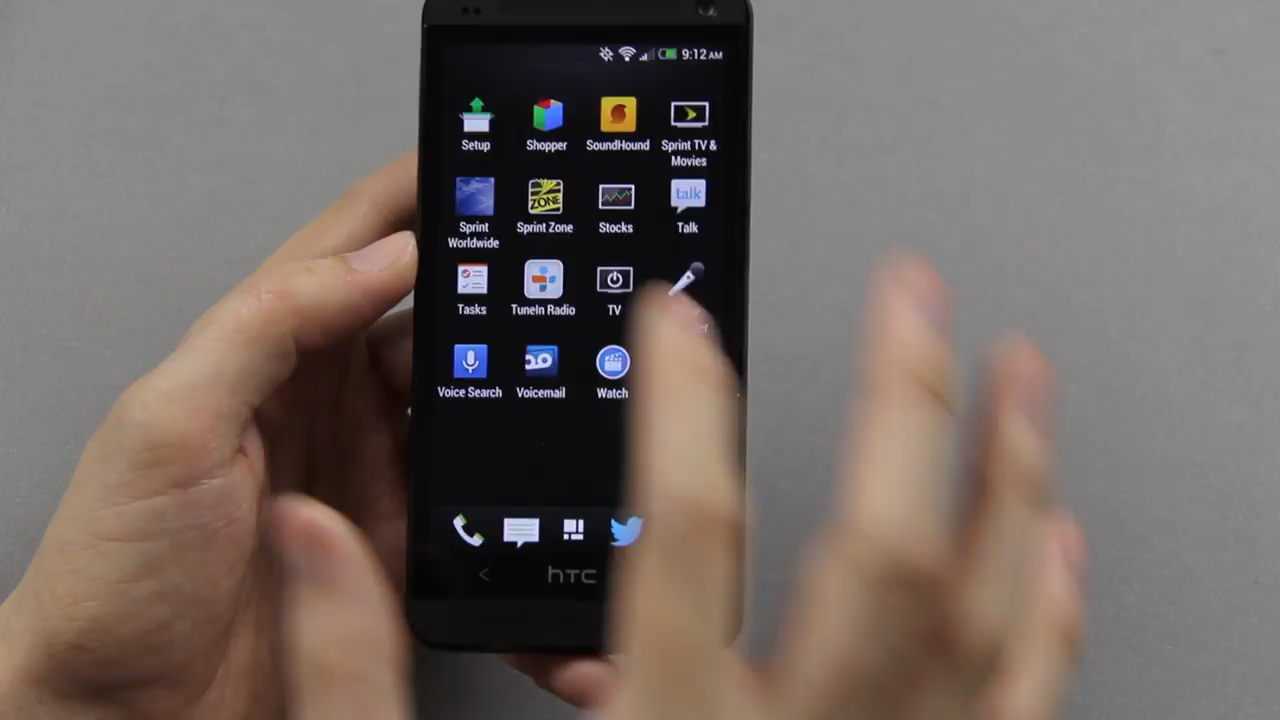 9:12 AM
Setup
Shopper
SoundHound
Sprint TV &
Movies
Sprint
Worldwide
ZONE
Sprint Zone
Stocks
talk
Talk
Tasks
TuneIn Radio
TV
Voice Search
Voicemail
Watch
hTC